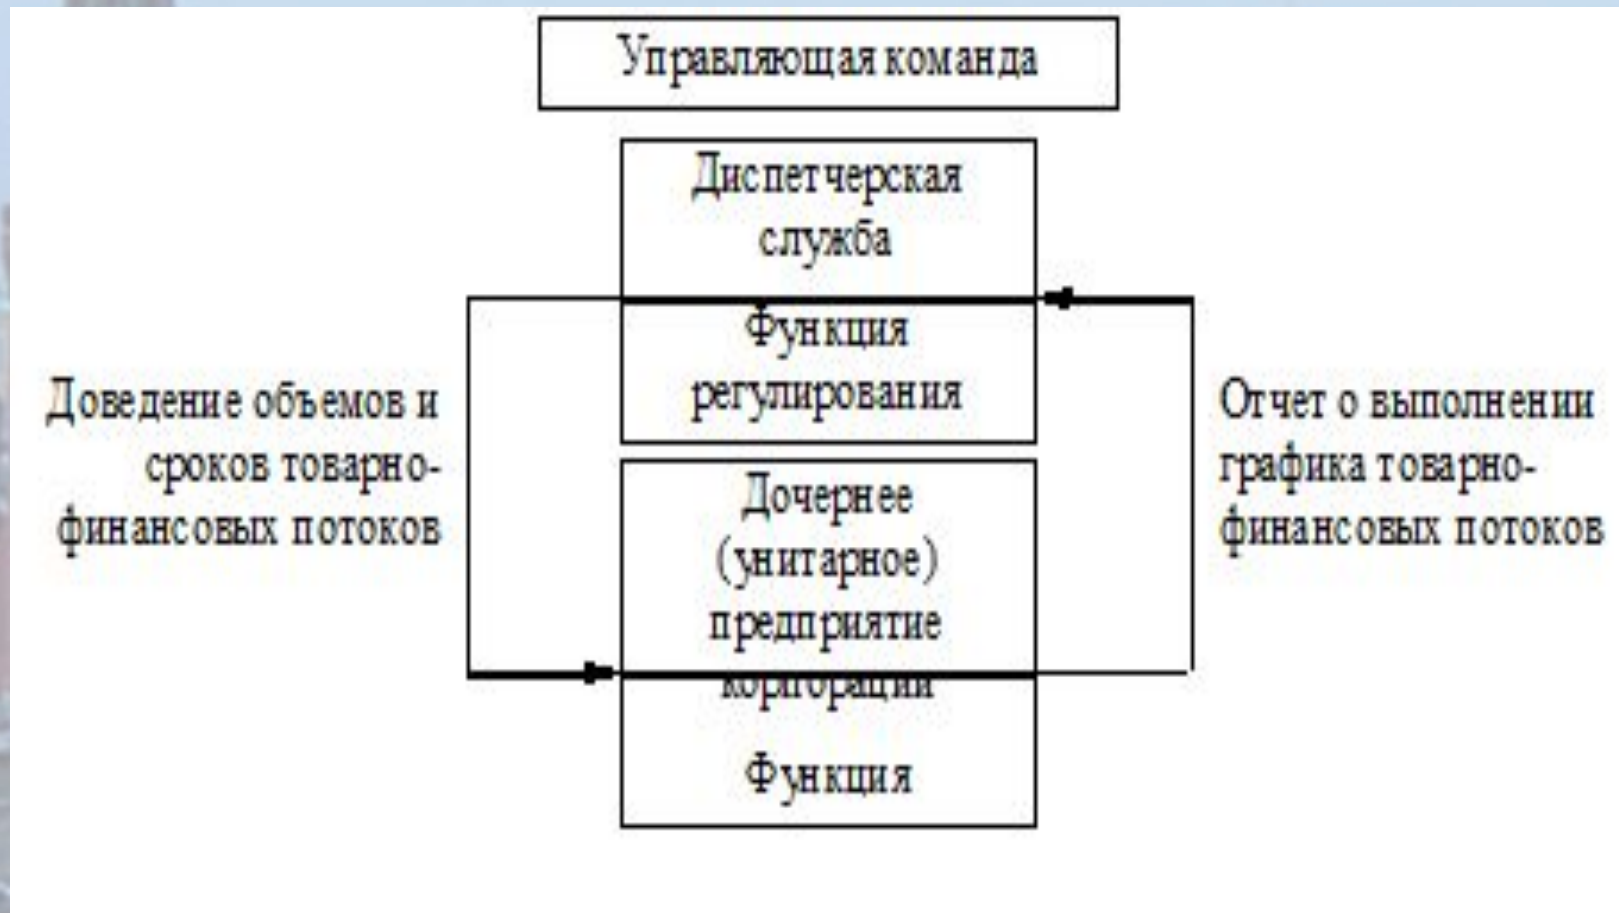 Управляющая команда
Диспетчерская
служба
Функция
регулирования
Доведение объемов и
сроков товарно-
финансовых потоков
Отчет о выполнении
графика товарно-
финансовых потоков
Дочернее
(унитарное)
предприятие
корпорации
Функция